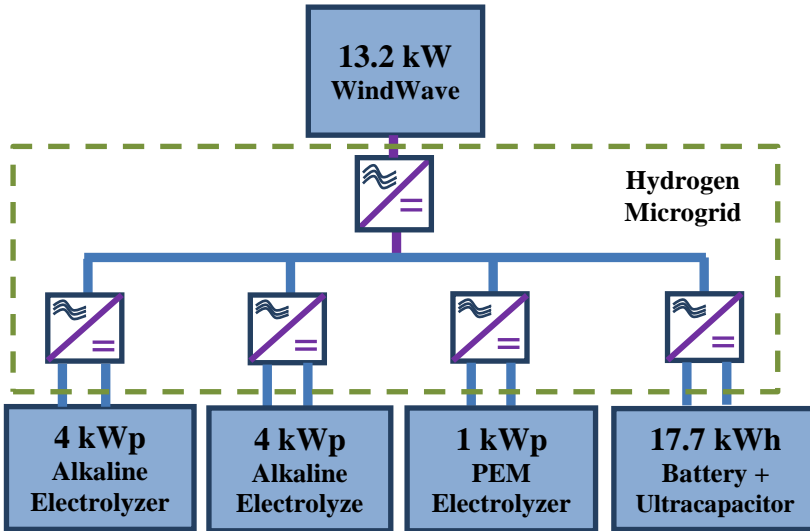 13.2 kW
WindWave
Hydrogen
Microgrid
4 kWp
Alkaline
Electrolyzer
4 kWp
Alkaline
Electrolyze
1 kWp
PEM
Electrolyzer
17.7 kWh
Battery +
Ultracapacitor